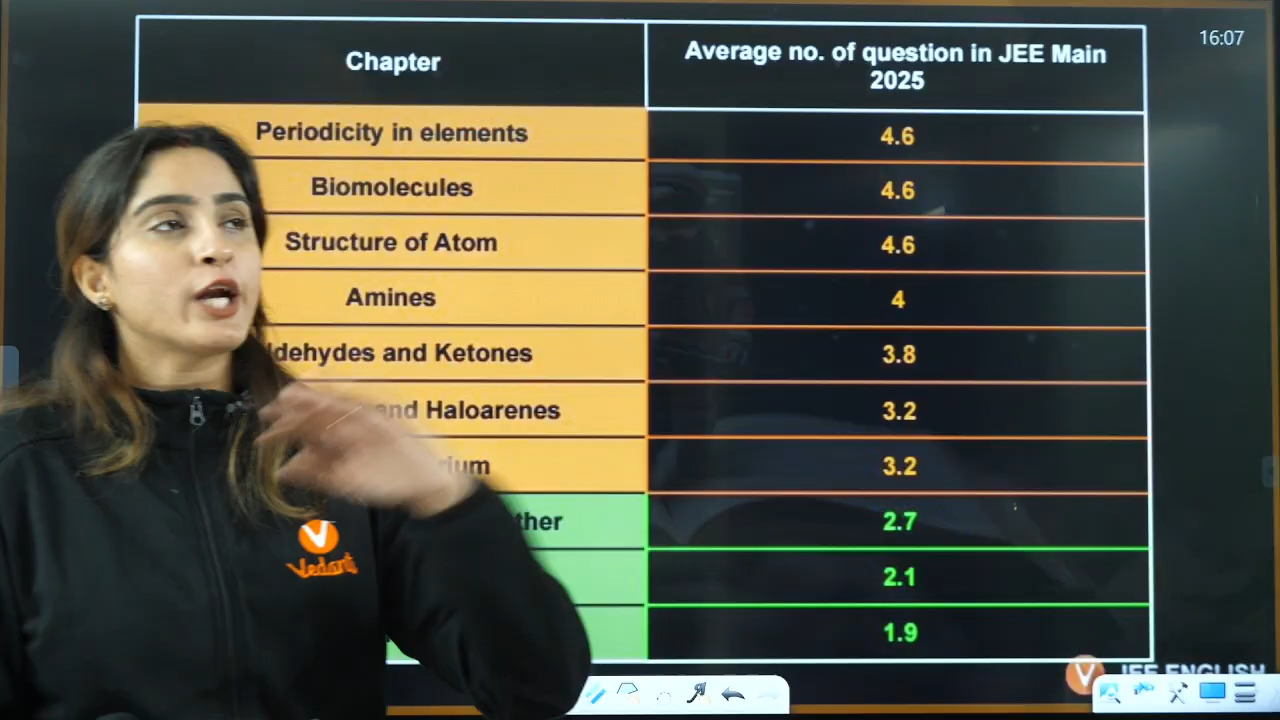 16:07
Chapter
Average no. of question in JEE Main
2025
Periodicity in elements
4.6
Biomolecules
4.6
Structure of Atom
4.6
Amines
4
ldehydes and Ketones
3.8
and Haloarenes
3.2
rium
3.2
ther
2.7
2.1
1.9
V
Vedant
V JEE ENGLISH